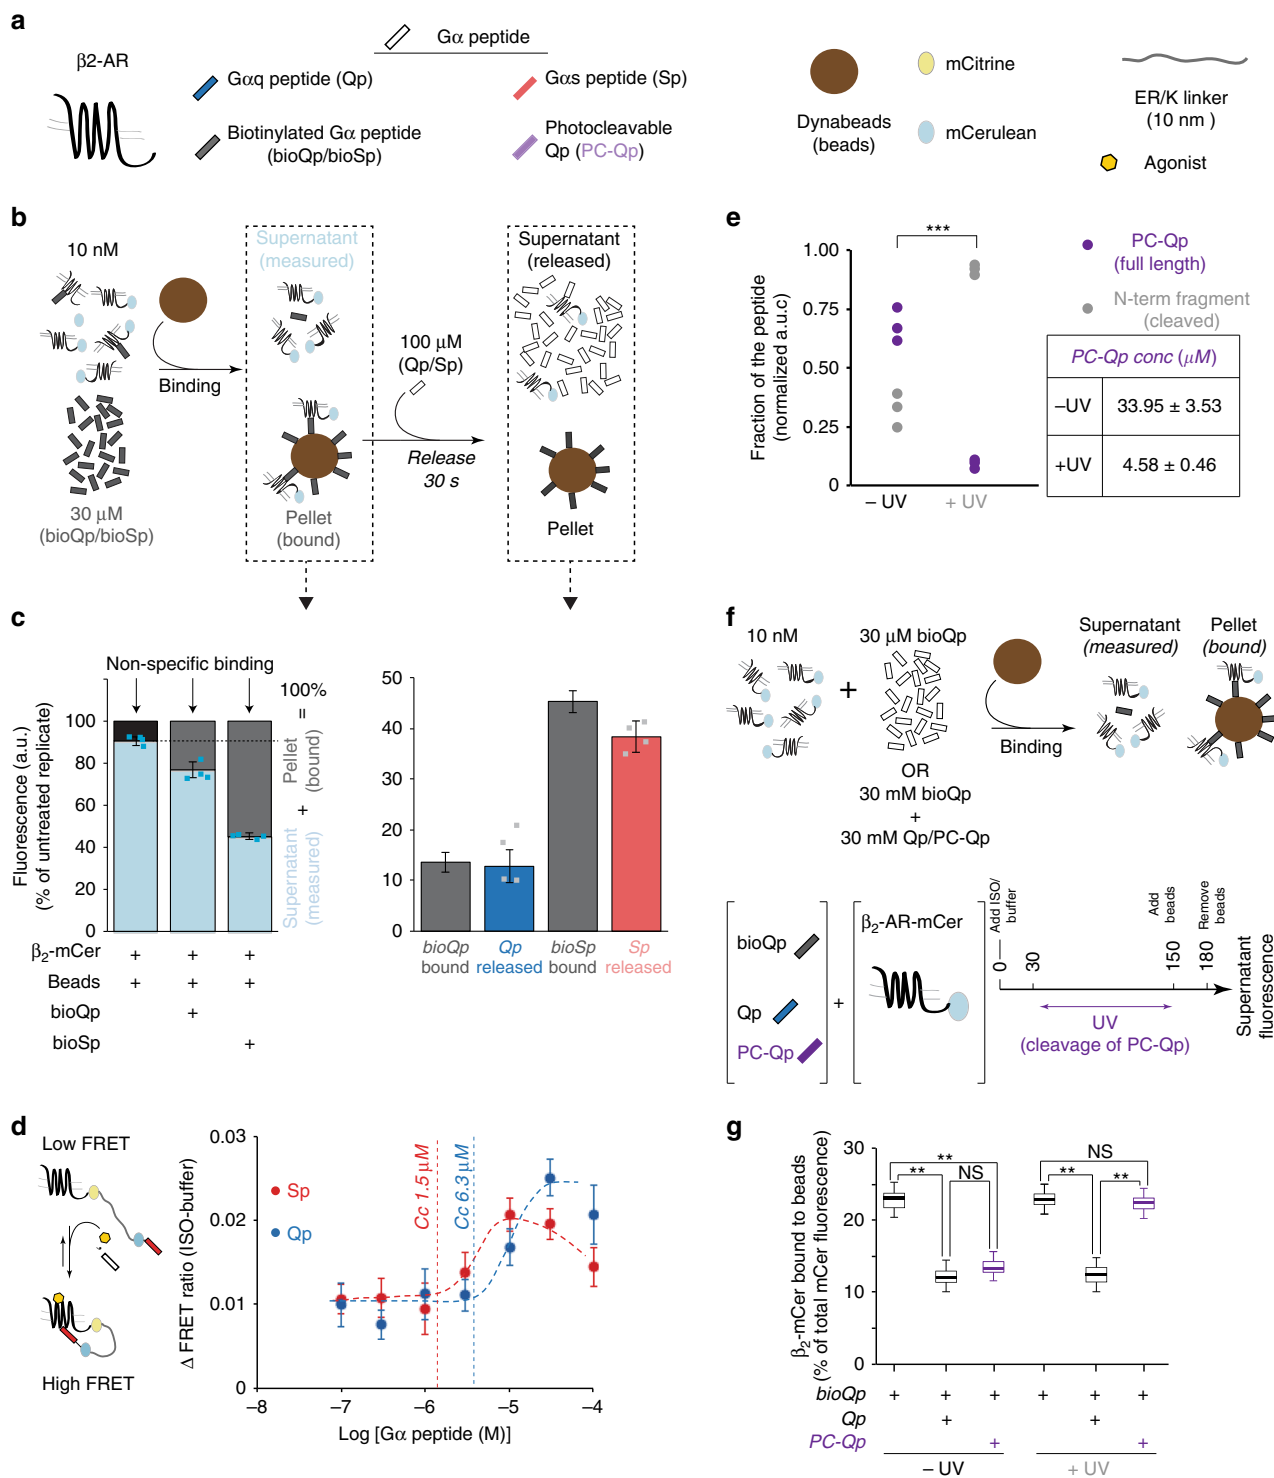 a
β2-AR
Gα peptide
Gαq peptide (Qp)
Gαs peptide (Sp)
Biotinylated Gα peptide
(bioQp/bioSp)
Photocleavable
Qp (PC-Qp)
Dynabeads
(beads)
mCitrine
mCerulean
ER/K linker
(10 nm )
Agonist
b
10 nM
30 μM
(bioQp/bioSp)
Binding
Supernatant
(measured)
Pellet
(bound)
100 μM
(Qp/Sp)
Release
30 s
Supernatant
(released)
Pellet
c
Non-specific binding
Fluorescence (a.u.)
(% of untreated replicate)
100
80
60
40
20
0
100%
=
Pellet
(bound)
+
Supernatant
(measured)
β2-mCer + + +
Beads + + +
bioQp +
bioSp +
50
40
30
20
10
0
bioQp
bound
Qp
released
bioSp
bound
Sp
released
d
Low FRET
High FRET
Δ FRET ratio (ISO-buffer)
0.03
0.02
0.01
0
Sp
Qp
Cc 1.5 μM
Cc 6.3 μM
–8 –7 –6 –5 –4
Log [Gα peptide (M)]
e
Fraction of the peptide
(normalized a.u.c)
1.00
0.75
0.50
0.25
0
***
– UV + UV
PC-Qp
(full length)
N-term fragment
(cleaved)
PC-Qp conc (μM)
–UV 33.95 ± 3.53
+UV 4.58 ± 0.46
f
10 nM
+
30 μM bioQp
OR
30 mM bioQp
+
30 mM Qp/PC-Qp
Binding
Supernatant
(measured)
Pellet
(bound)
bioQp
Qp
PC-Qp
+
β2-AR-mCer
Add ISO/
buffer
Add
beads
Remove
beads
0 30 150 180
UV
(cleavage of PC-Qp)
Supernatant
fluorescence
g
β2-mCer bound to beads
(% of total mCer fluorescence)
30
20
10
0
** ** NS
NS ** **
bioQp + + + + + +
Qp + +
PC-Qp + +
– UV + UV